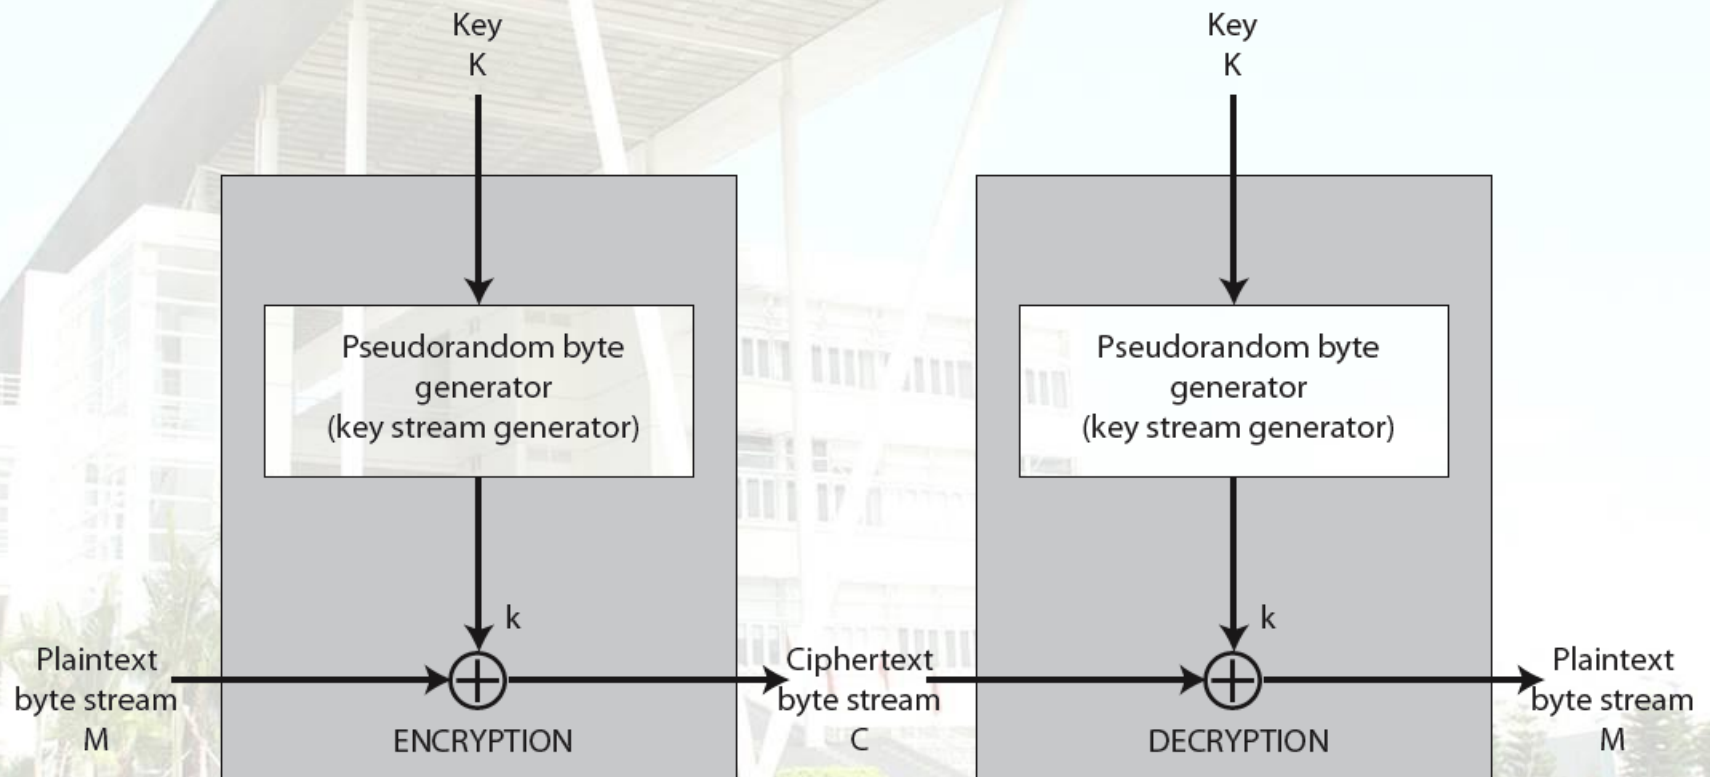 Key
K
Key
K
Pseudorandom byte
generator
(key stream generator)
Pseudorandom byte
generator
(key stream generator)
k
k
Plaintext
byte stream
M
ENCRYPTION
Ciphertext
byte stream
C
DECRYPTION
Plaintext
byte stream
M